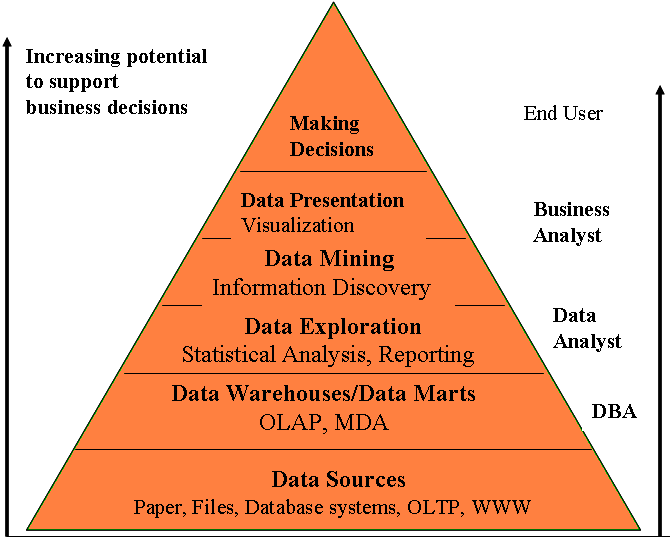 Increasing potential
to support
business decisions
End User
Making
Decisions
Data Presentation
Visualization
Business
Analyst
Data Mining
Information Discovery
Data Exploration
Statistical Analysis, Reporting
Data
Analyst
Data Warehouses/Data Marts
OLAP, MDA
DBA
Data Sources
Paper, Files, Database systems, OLTP, WWW